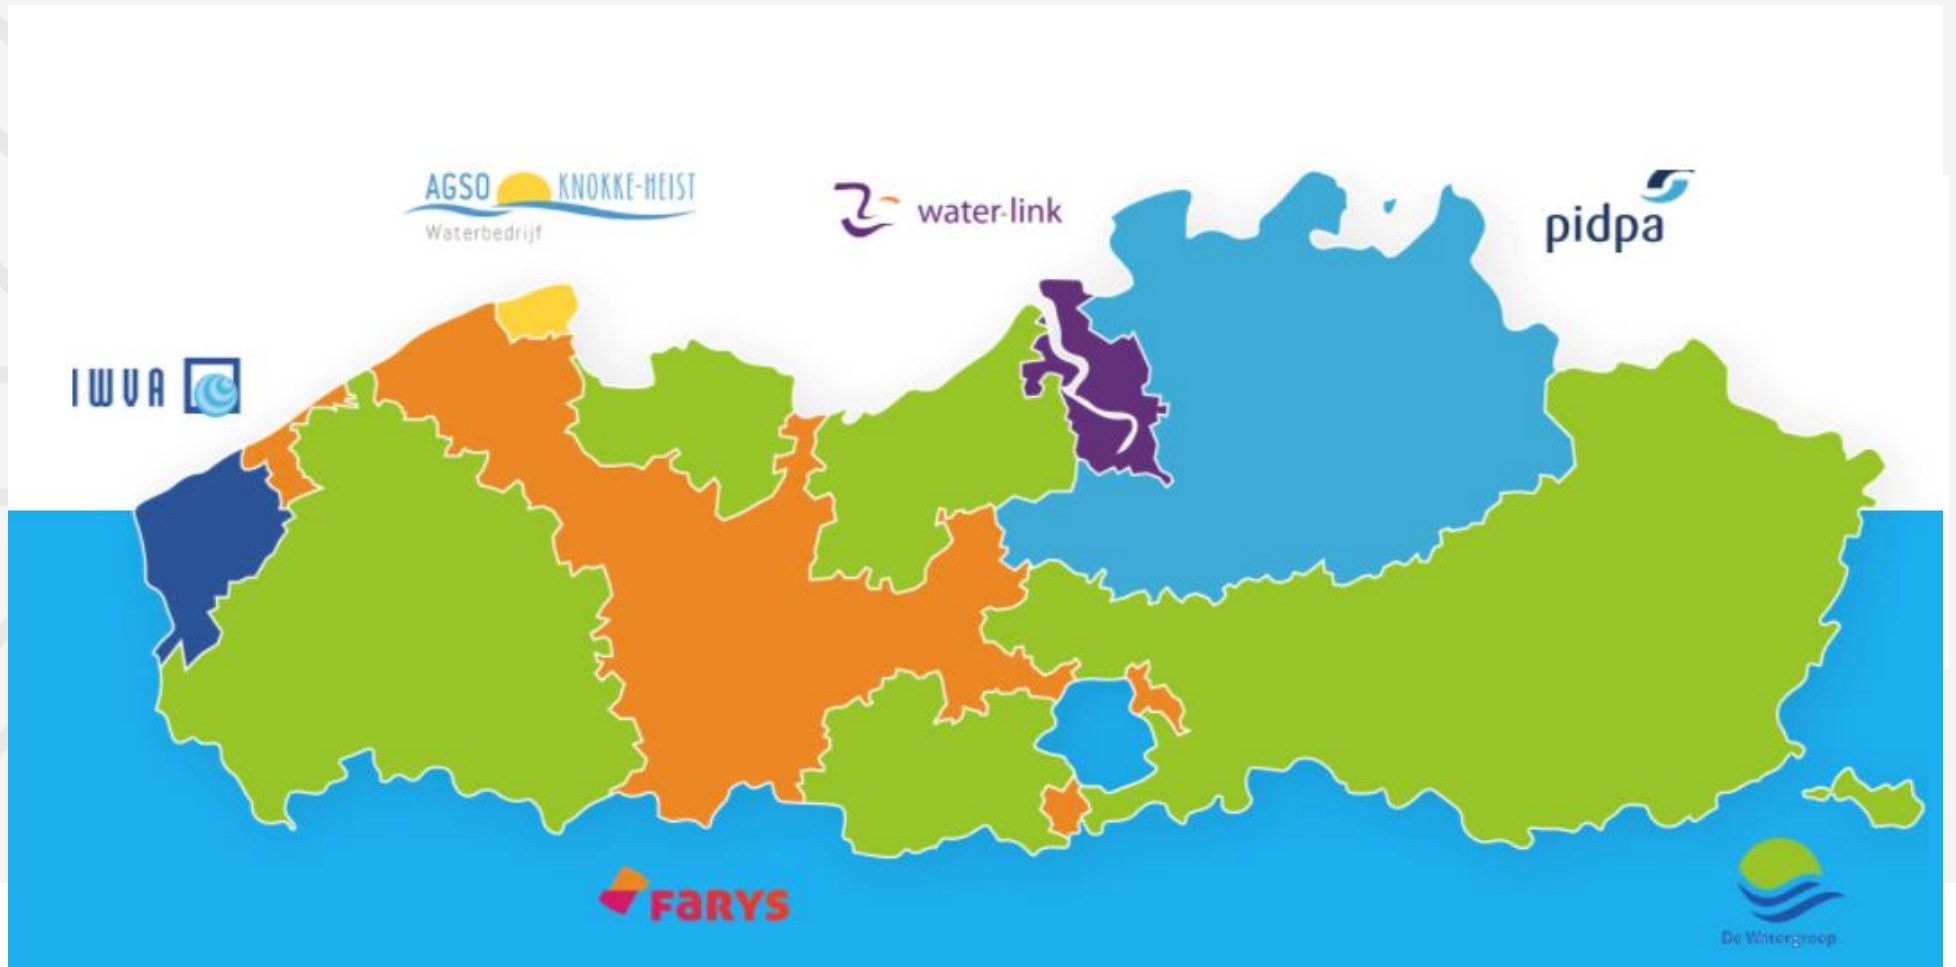 AGSO KNOKKE-HEIST
Waterbedrijf
water-link
pidpa
IWVA
FARYS
De Watergroep